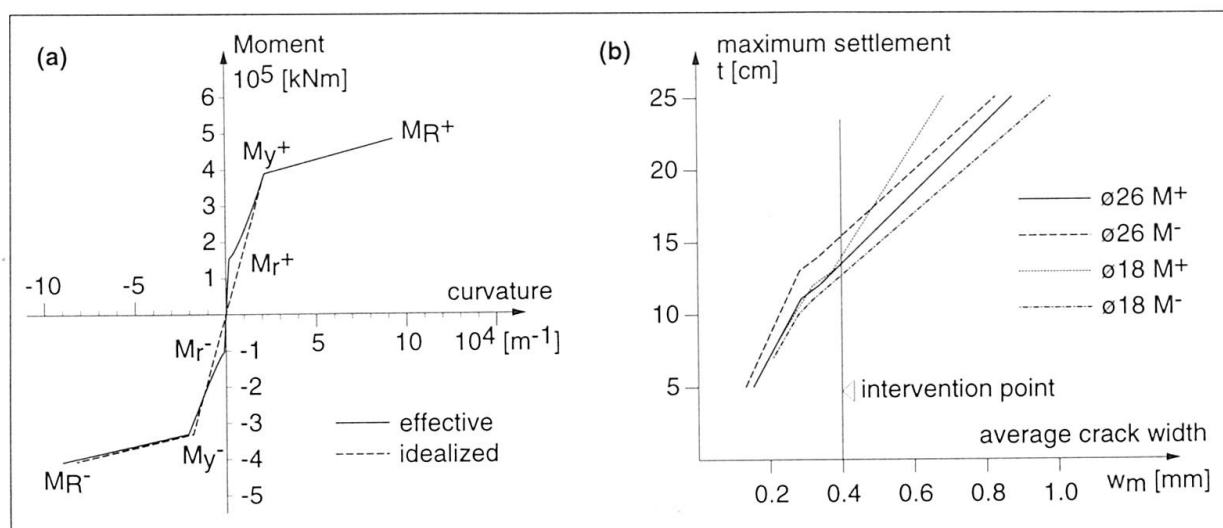 (a)
Moment
10⁵ [kNm]
6
5
4
3
2
1
-1
-2
-3
-4
-5
My+
MR+
Mr+
-10
-5
curvature
5
10
10⁴ [m⁻¹]
Mr-
My-
MR-
effective
idealized
(b)
maximum settlement
t [cm]
25
20
15
10
5
ø26 M+
ø26 M-
ø18 M+
ø18 M-
intervention point
average crack width
0.2
0.4
0.6
0.8
1.0
wm [mm]